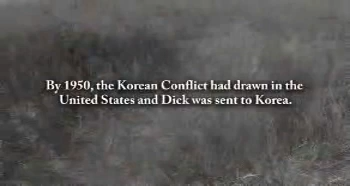 By 1950, the Korean Conflict had drawn in the
United States and Dick was sent to Korea.